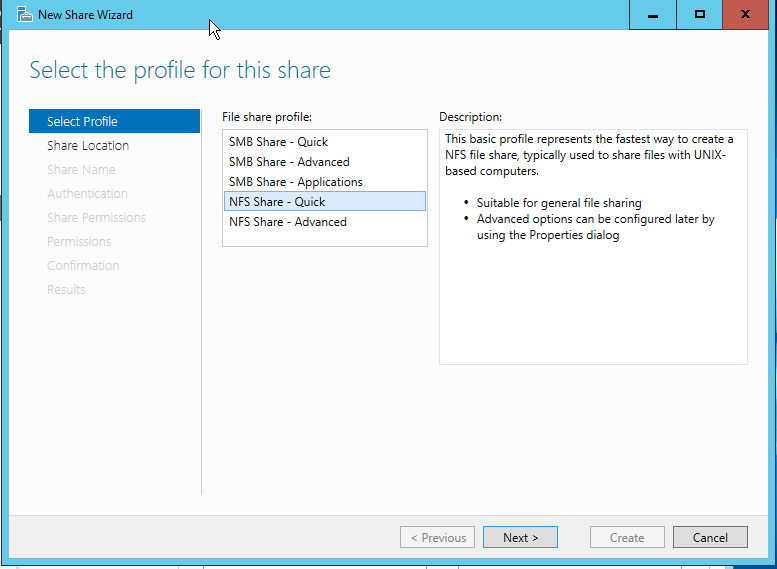 New Share Wizard
Select the profile for this share
Select Profile
Share Location
Share Name
Authentication
Share Permissions
Permissions
Confirmation
Results
File share profile:
SMB Share - Quick
SMB Share - Advanced
SMB Share - Applications
NFS Share - Quick
NFS Share - Advanced
Description:
This basic profile represents the fastest way to create a
NFS file share, typically used to share files with UNIX-
based computers.
• Suitable for general file sharing
• Advanced options can be configured later by
using the Properties dialog
< Previous
Next >
Create
Cancel